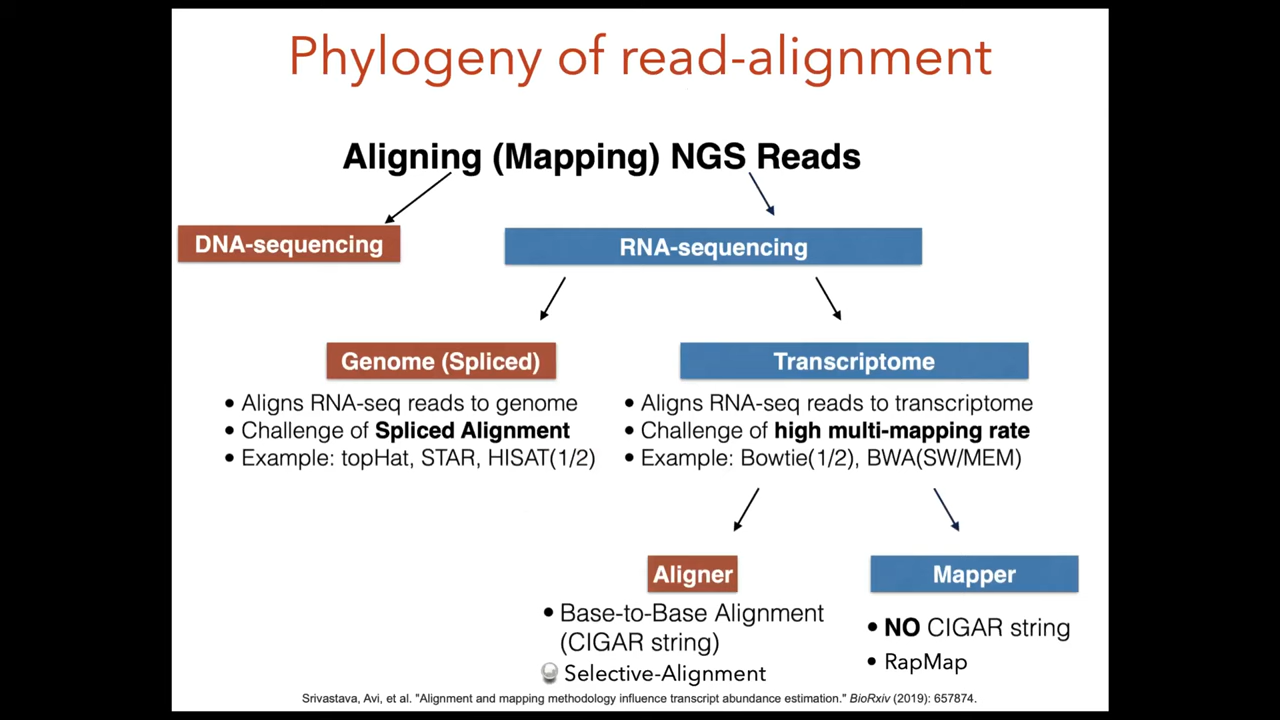 Phylogeny of read-alignment
Aligning (Mapping) NGS Reads
DNA-sequencing
RNA-sequencing
Genome (Spliced)
• Aligns RNA-seq reads to genome
• Challenge of Spliced Alignment
• Example: topHat, STAR, HISAT(1/2)
Transcriptome
• Aligns RNA-seq reads to transcriptome
• Challenge of high multi-mapping rate
• Example: Bowtie(1/2), BWA(SW/MEM)
Aligner
• Base-to-Base Alignment
(CIGAR string)
Selective-Alignment
Mapper
• NO CIGAR string
• RapMap
Srivastava, Avi, et al. "Alignment and mapping methodology influence transcript abundance estimation." BioRxiv (2019): 657874.